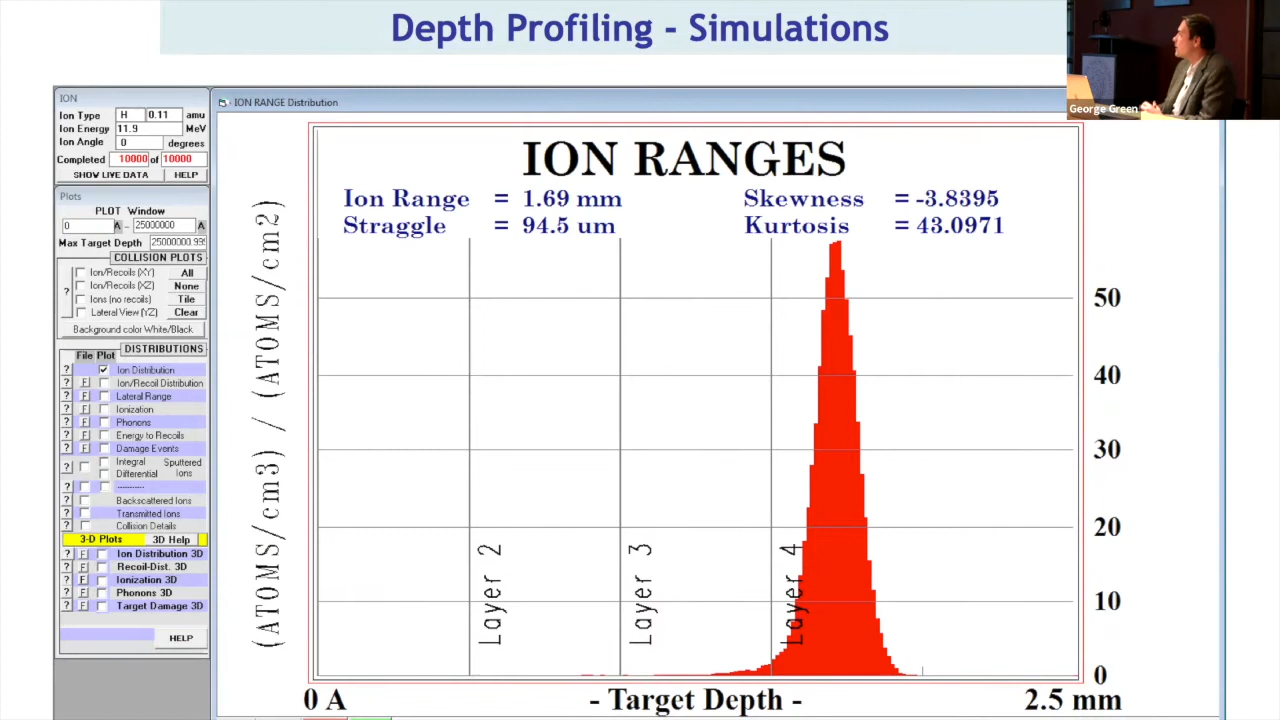 Depth Profiling - Simulations
George Green
ION
Ion Type H 0.11 amu
Ion Energy 11.9 MeV
Ion Angle 0 degrees
Completed 10000 of 10000
SHOW LIVE DATA HELP
Plots
PLOT Window
0 A - 25000000 A
Max Target Depth 25000000.999
COLLISION PLOTS
Ion/Recoils (XY) All
Ion/Recoils (XZ) None
? Ions (no recoils) Tile
Lateral View (YZ) Clear
Background color White/Black
DISTRIBUTIONS
File Plot
? Ion Distribution
? F Ion/Recoil Distribution
? F Lateral Range
? F Ionization
? F Phonons
? F Energy to Recoils
? F Damage Events
? Integral Sputtered
Differential Ions
? -----------
? Backscattered Ions
? Transmitted Ions
? Collision Details
3-D Plots 3D Help
? F Ion Distribution 3D
? F Recoil-Dist. 3D
? F Ionization 3D
? F Phonons 3D
? F Target Damage 3D
HELP
ION RANGE Distribution
ION RANGES
Ion Range = 1.69 mm Skewness = -3.8395
Straggle = 94.5 um Kurtosis = 43.0971
(ATOMS/cm3) / (ATOMS/cm2)
Layer 2
Layer 3
Layer 4
50
40
30
20
10
0
0 A - Target Depth - 2.5 mm